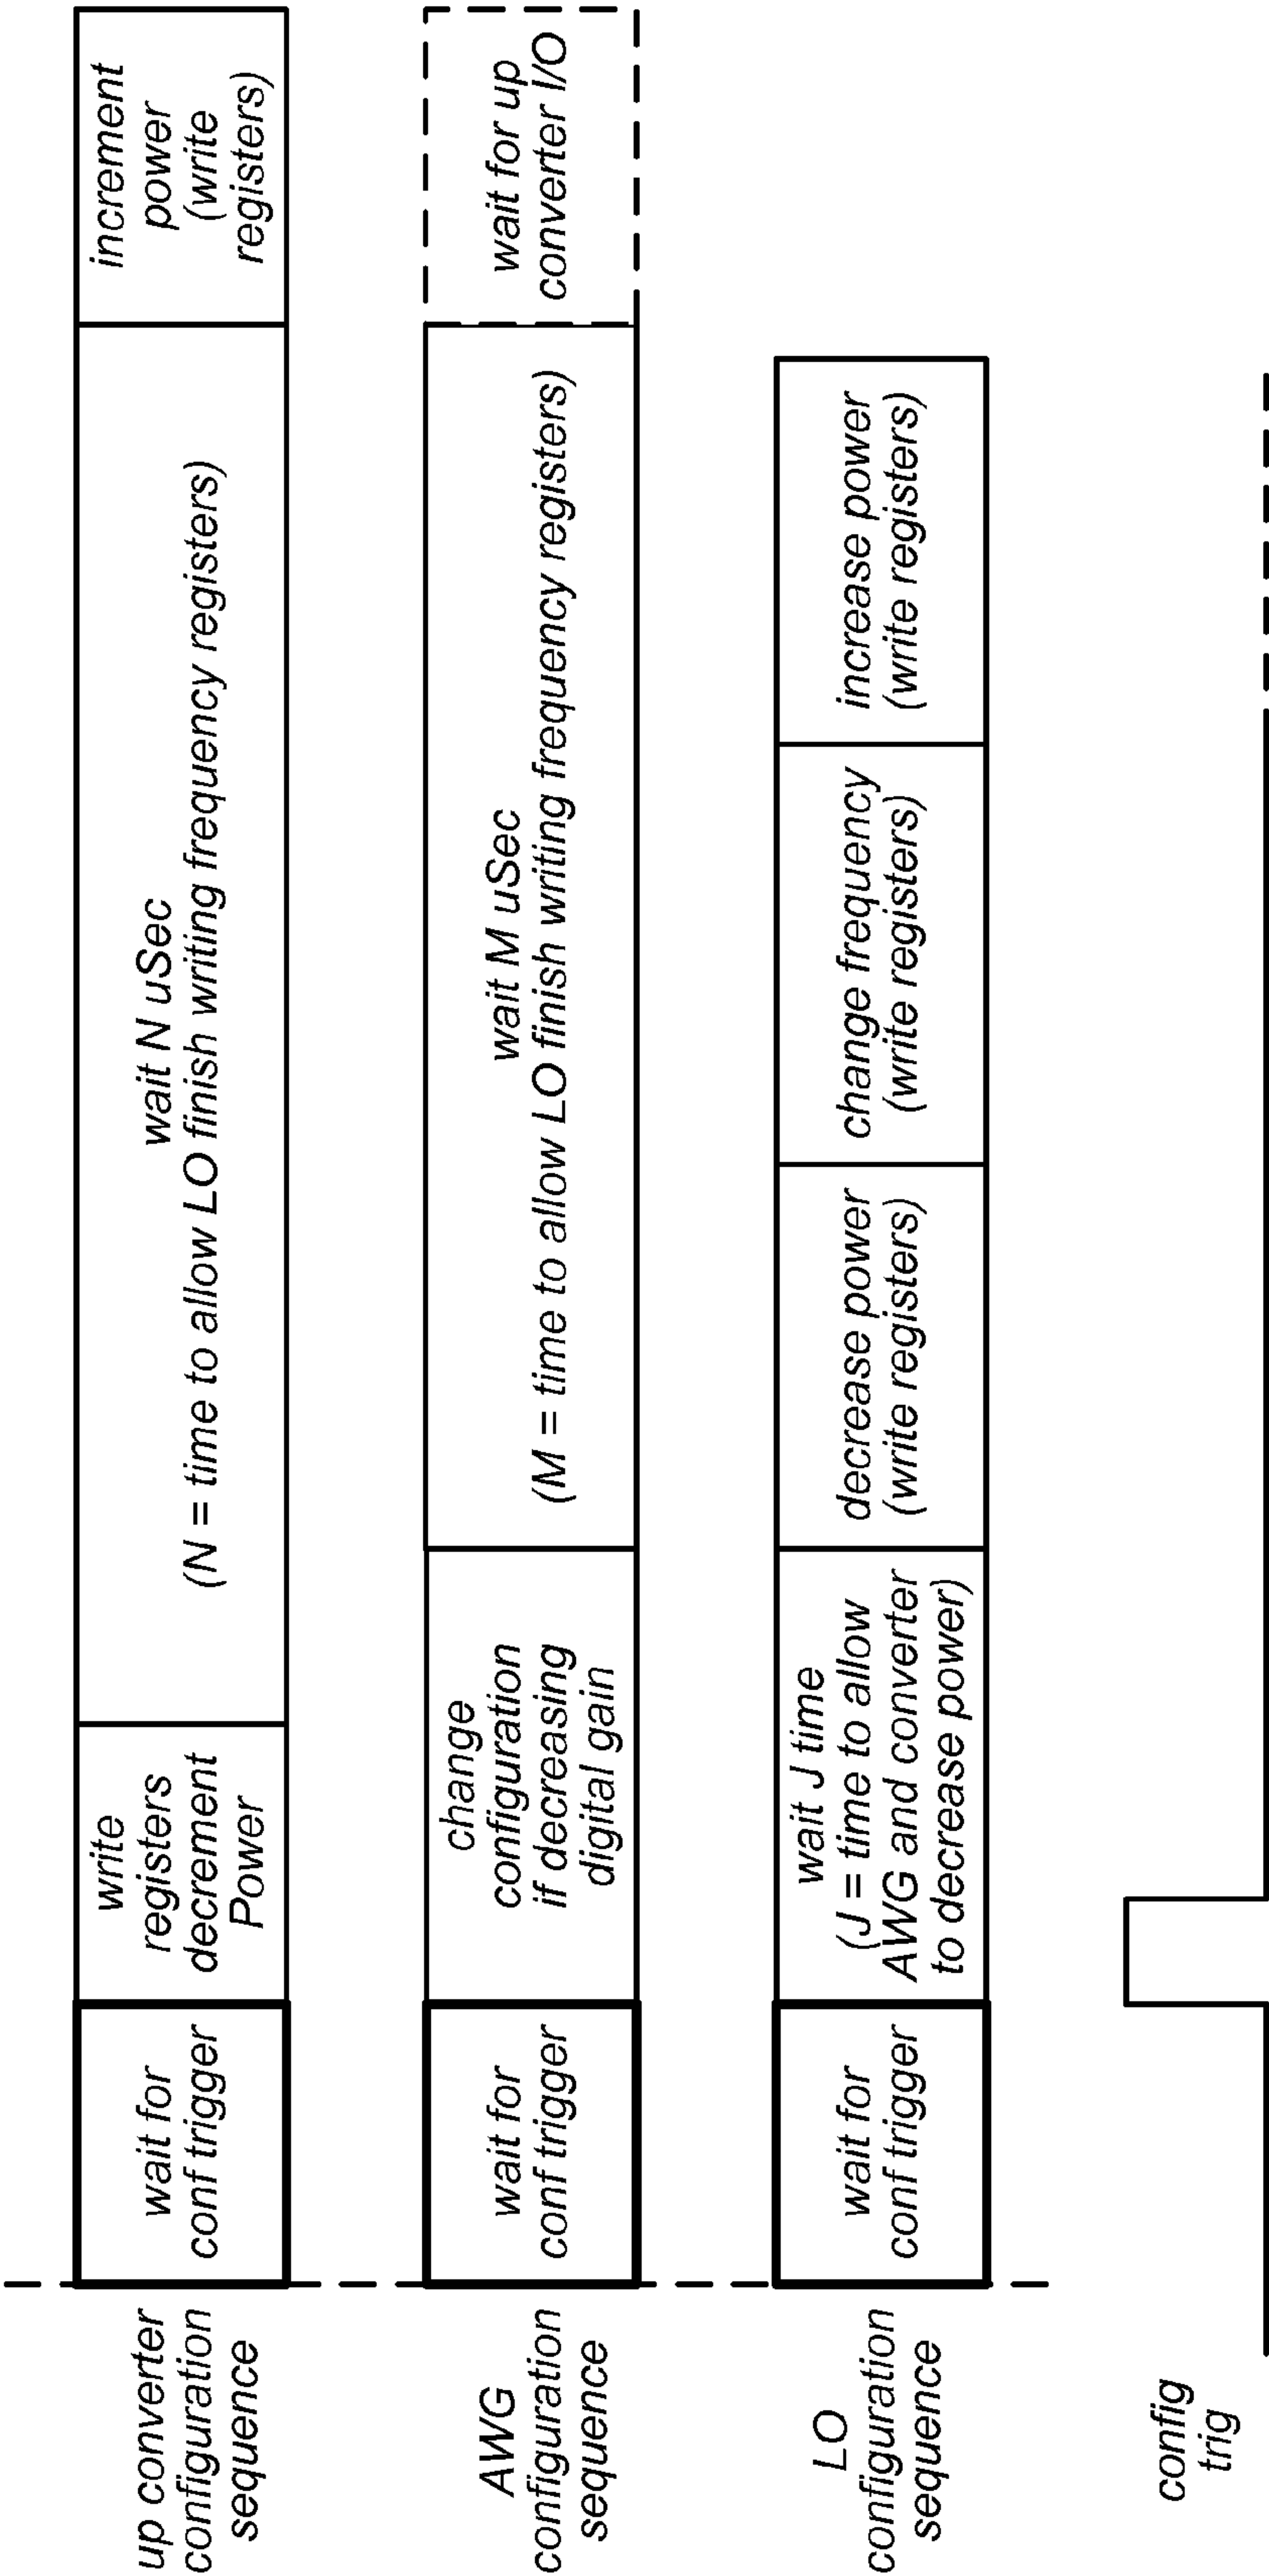 up converter
configuration
sequence
wait for
conf trigger
write
registers
decrement
Power
wait N uSec
(N = time to allow LO finish writing frequency registers)
increment
power
(write
registers)
AWG
configuration
sequence
wait for
conf trigger
change
configuration
if decreasing
digital gain
wait M uSec
(M = time to allow LO finish writing frequency registers)
wait for up
converter I/O
LO
configuration
sequence
wait for
conf trigger
wait J time
(J = time to allow
AWG and converter
to decrease power)
decrease power
(write registers)
change frequency
(write registers)
increase power
(write registers)
config
trig